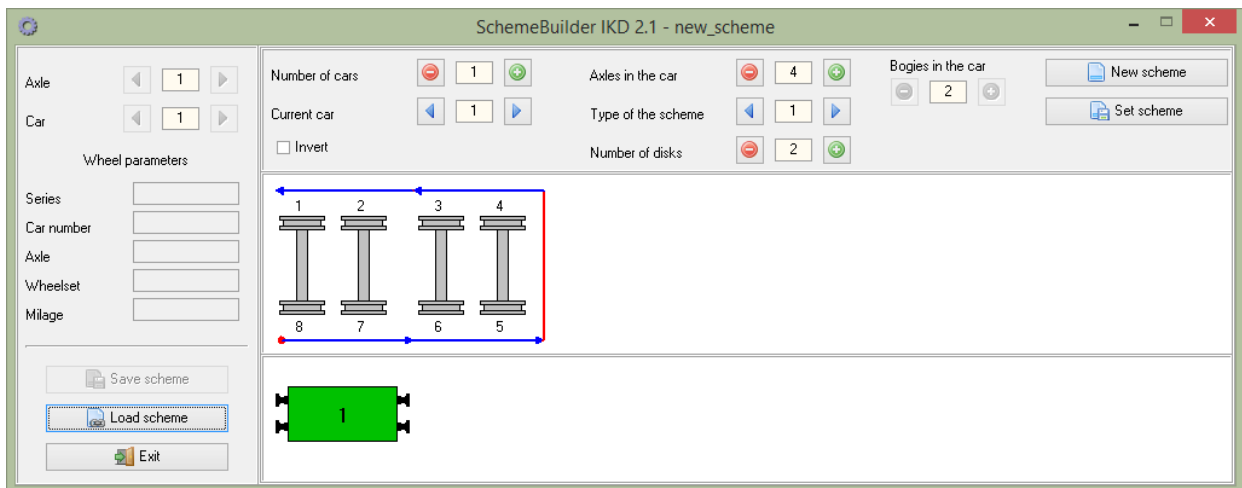 SchemeBuilder IKD 2.1 - new_scheme
Axle 1
Car 1
Wheel parameters
Series
Car number
Axle
Wheelset
Milage
Save scheme
Load scheme
Exit
Number of cars 1
Current car 1
Invert
Axles in the car 4
Type of the scheme 1
Number of disks 2
Bogies in the car
2
New scheme
Set scheme
1 2 3 4
8 7 6 5
1